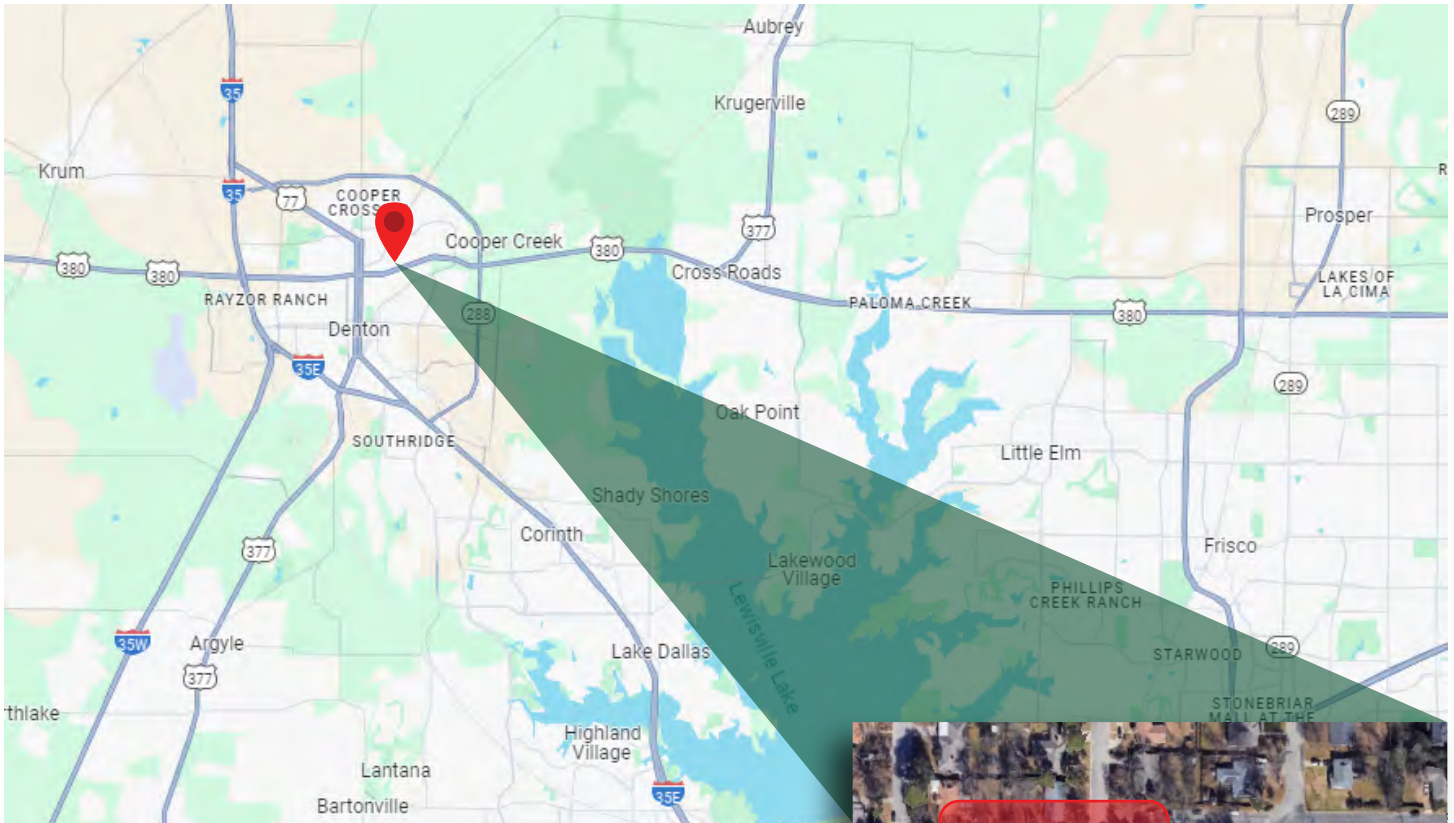 Aubrey
35
Krugerville
289
Krum
35
77
COOPER
CROSS
377
Prosper
Cooper Creek
380
380
380
Cross Roads
LAKES OF
LA CIMA
RAYZOR RANCH
288
PALOMA CREEK
380
Denton
35E
289
Oak Point
SOUTHRIDGE
Little Elm
Shady Shores
Corinth
377
Frisco
Lakewood
Village
PHILLIPS
CREEK RANCH
Lewisville Lake
35W
Argyle
Lake Dallas
STARWOOD
289
377
rthlake
STONEBRIAR
MALL AT THE
Highland
Village
Lantana
35E
Bartonville
R